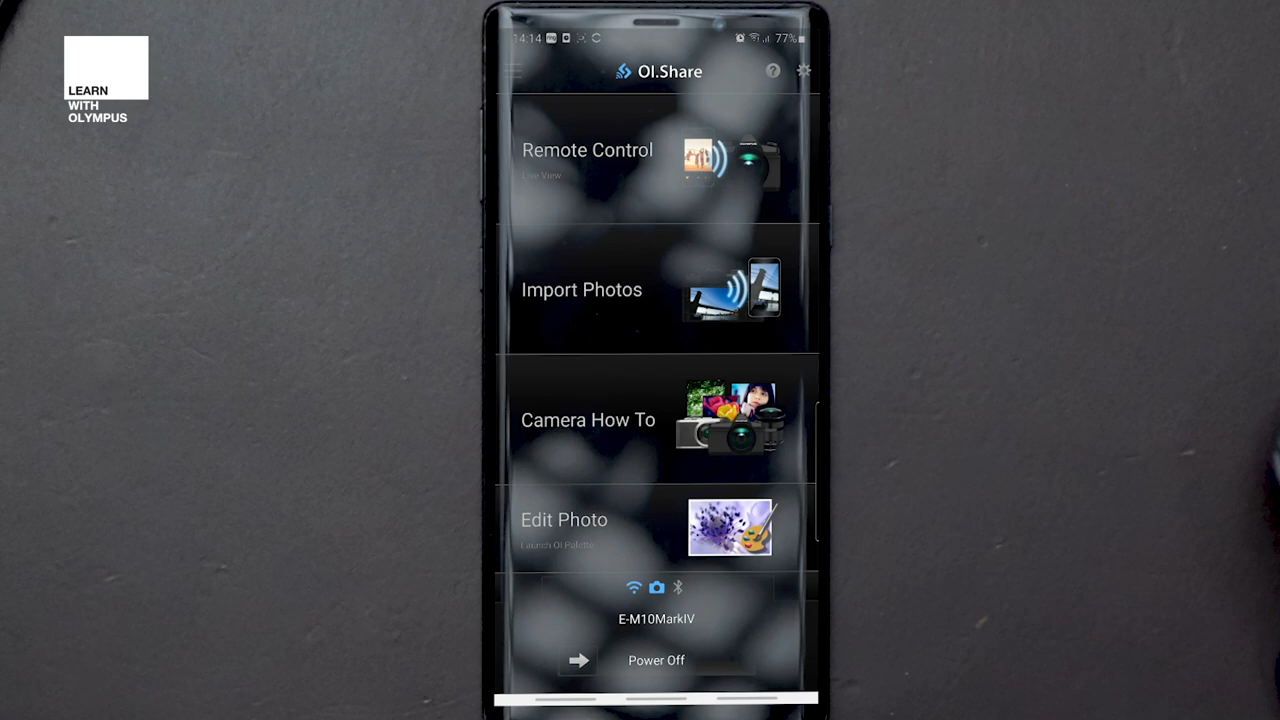 LEARN
WITH
OLYMPUS
14:14
77%
OI.Share
?
Remote Control
Live View
Import Photos
Camera How To
Edit Photo
Launch OI Palette
E-M10MarkIV
Power Off